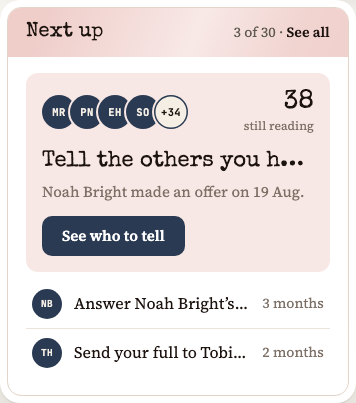 Next up
3 of 30 · See all
MR PN EH SO +34
38
still reading
Tell the others you h...
Noah Bright made an offer on 19 Aug.
See who to tell
NB Answer Noah Bright's... 3 months
TH Send your full to Tobi... 2 months